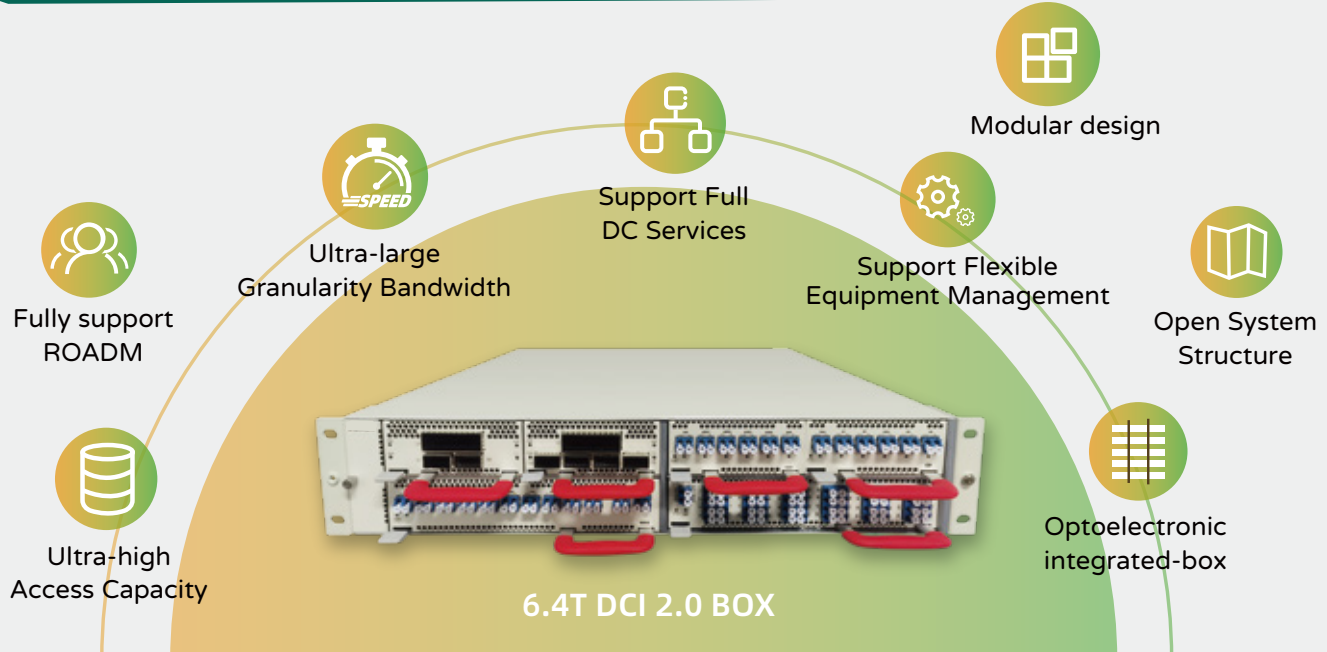 Modular design
Support Full
DC Services
SPEED
Ultra-large
Granularity Bandwidth
Support Flexible
Equipment Management
Fully support
ROADM
Open System
Structure
Ultra-high
Access Capacity
Optoelectronic
integrated-box
6.4T DCI 2.0 BOX